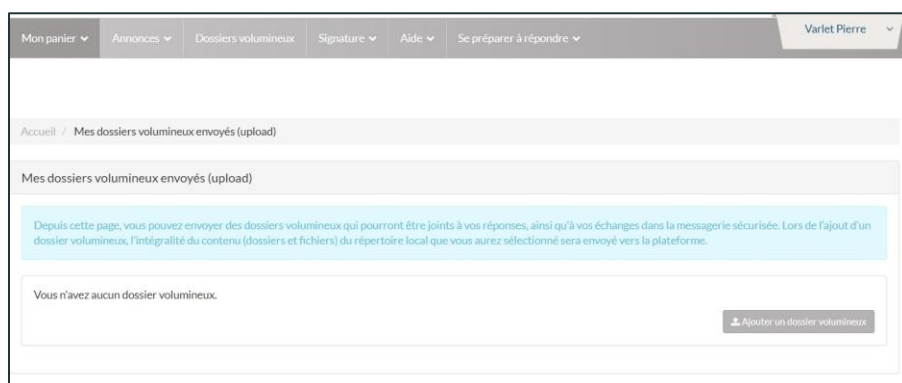 Mon panier Annonces Dossiers volumineux Signature Aide Se préparer à répondre Varlet Pierre
Accueil / Mes dossiers volumineux envoyés (upload)
Mes dossiers volumineux envoyés (upload)
Depuis cette page, vous pouvez envoyer des dossiers volumineux qui pourront être joints à vos réponses, ainsi qu'à vos échanges dans la messagerie sécurisée. Lors de l'ajout d'un
dossier volumineux, l'intégralité du contenu (dossiers et fichiers) du répertoire local que vous aurez sélectionné sera envoyé vers la plateforme.
Vous n'avez aucun dossier volumineux.
Ajouter un dossier volumineux